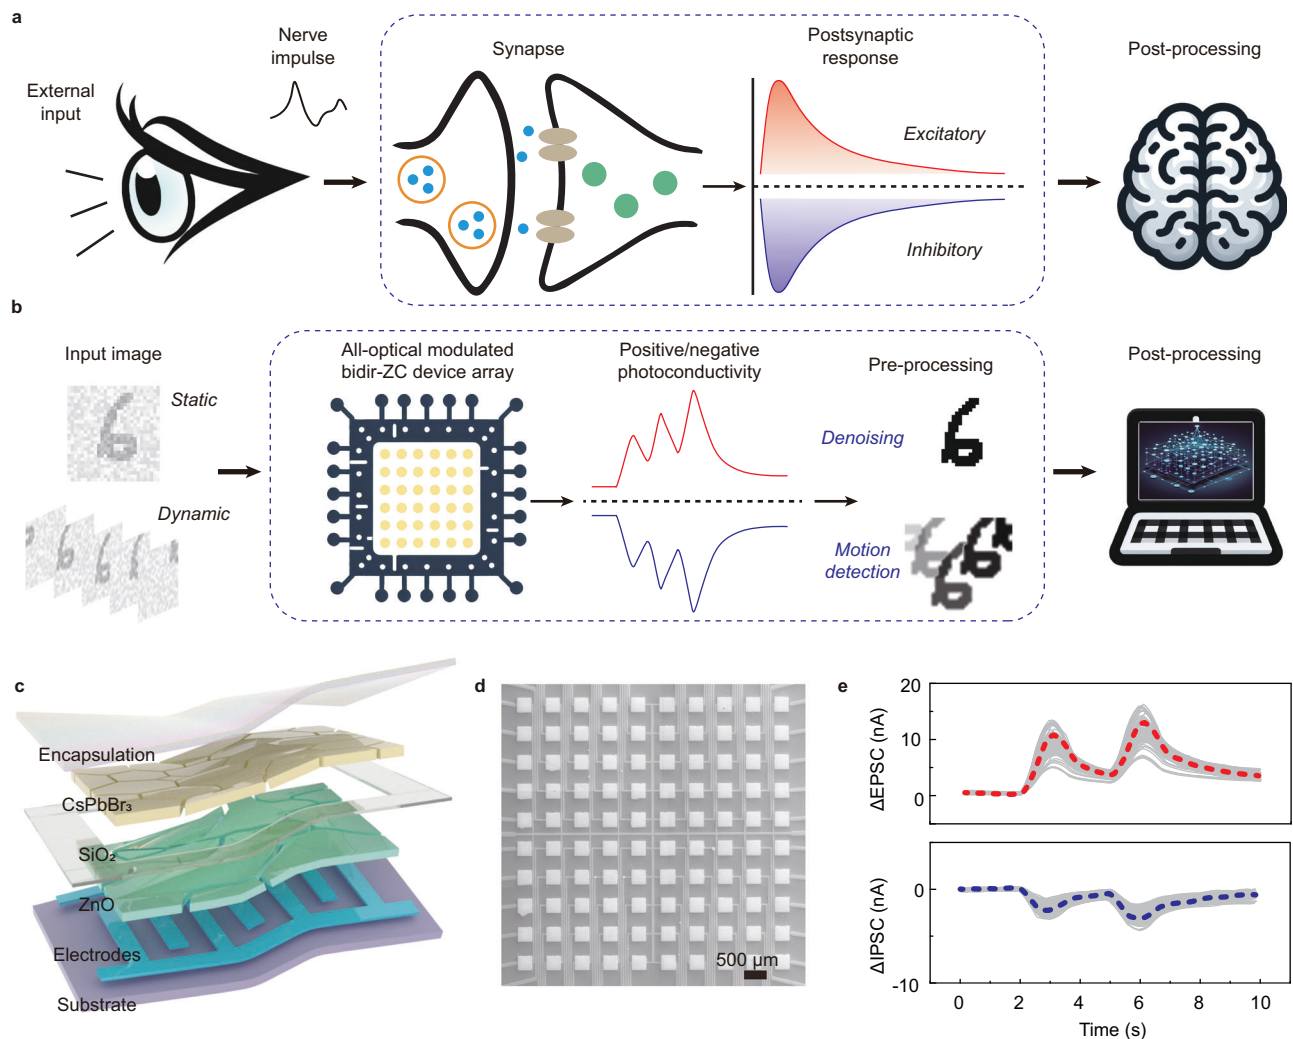 a
Nerve
impulse
External
input
Synapse
Postsynaptic
response
Excitatory
Inhibitory
Post-processing
b
Input image
Static
Dynamic
All-optical modulated
bidir-ZC device array
Positive/negative
photoconductivity
Pre-processing
Denoising
Motion
detection
Post-processing
c
Encapsulation
CsPbBr₃
SiO₂
ZnO
Electrodes
Substrate
d
500 µm
e
20
10
0
ΔEPSC (nA)
0
-10
ΔIPSC (nA)
0 2 4 6 8 10
Time (s)